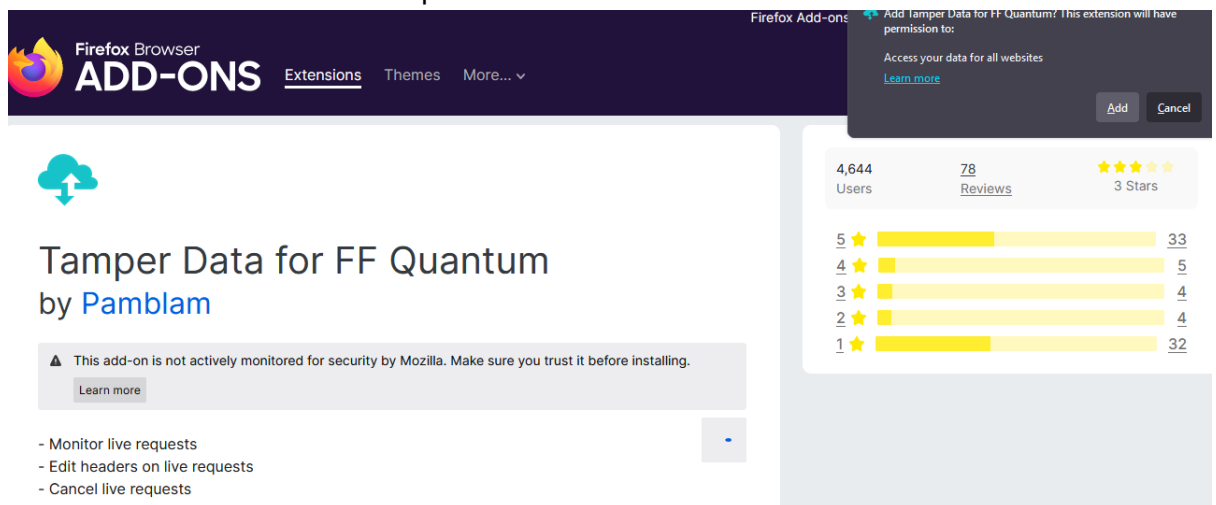 Firefox Add-ons
Add Tamper Data for FF Quantum? This extension will have
permission to:
Access your data for all websites
Learn more
Add Cancel
Firefox Browser
ADD-ONS
Extensions Themes More...
4,644 78
Users Reviews 3 Stars
5 33
4 5
3 4
2 4
1 32
Tamper Data for FF Quantum
by Pamblam
This add-on is not actively monitored for security by Mozilla. Make sure you trust it before installing.
Learn more
- Monitor live requests
- Edit headers on live requests
- Cancel live requests